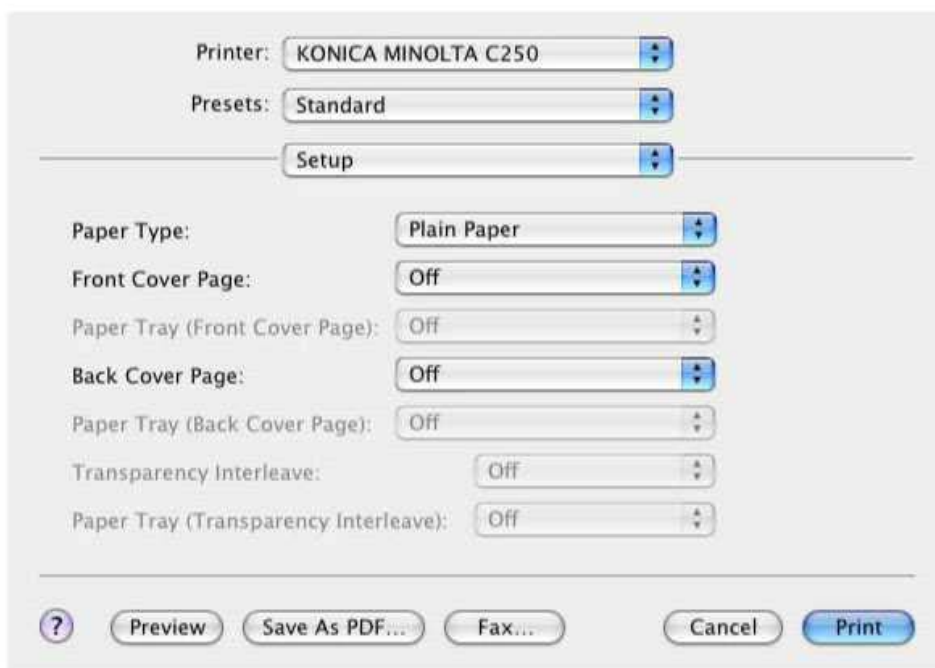 Printer: KONICA MINOLTA C250
Presets: Standard
Setup
Paper Type: Plain Paper
Front Cover Page: Off
Paper Tray (Front Cover Page): Off
Back Cover Page: Off
Paper Tray (Back Cover Page): Off
Transparency Interleave: Off
Paper Tray (Transparency Interleave): Off
? Preview Save As PDF... Fax... Cancel Print